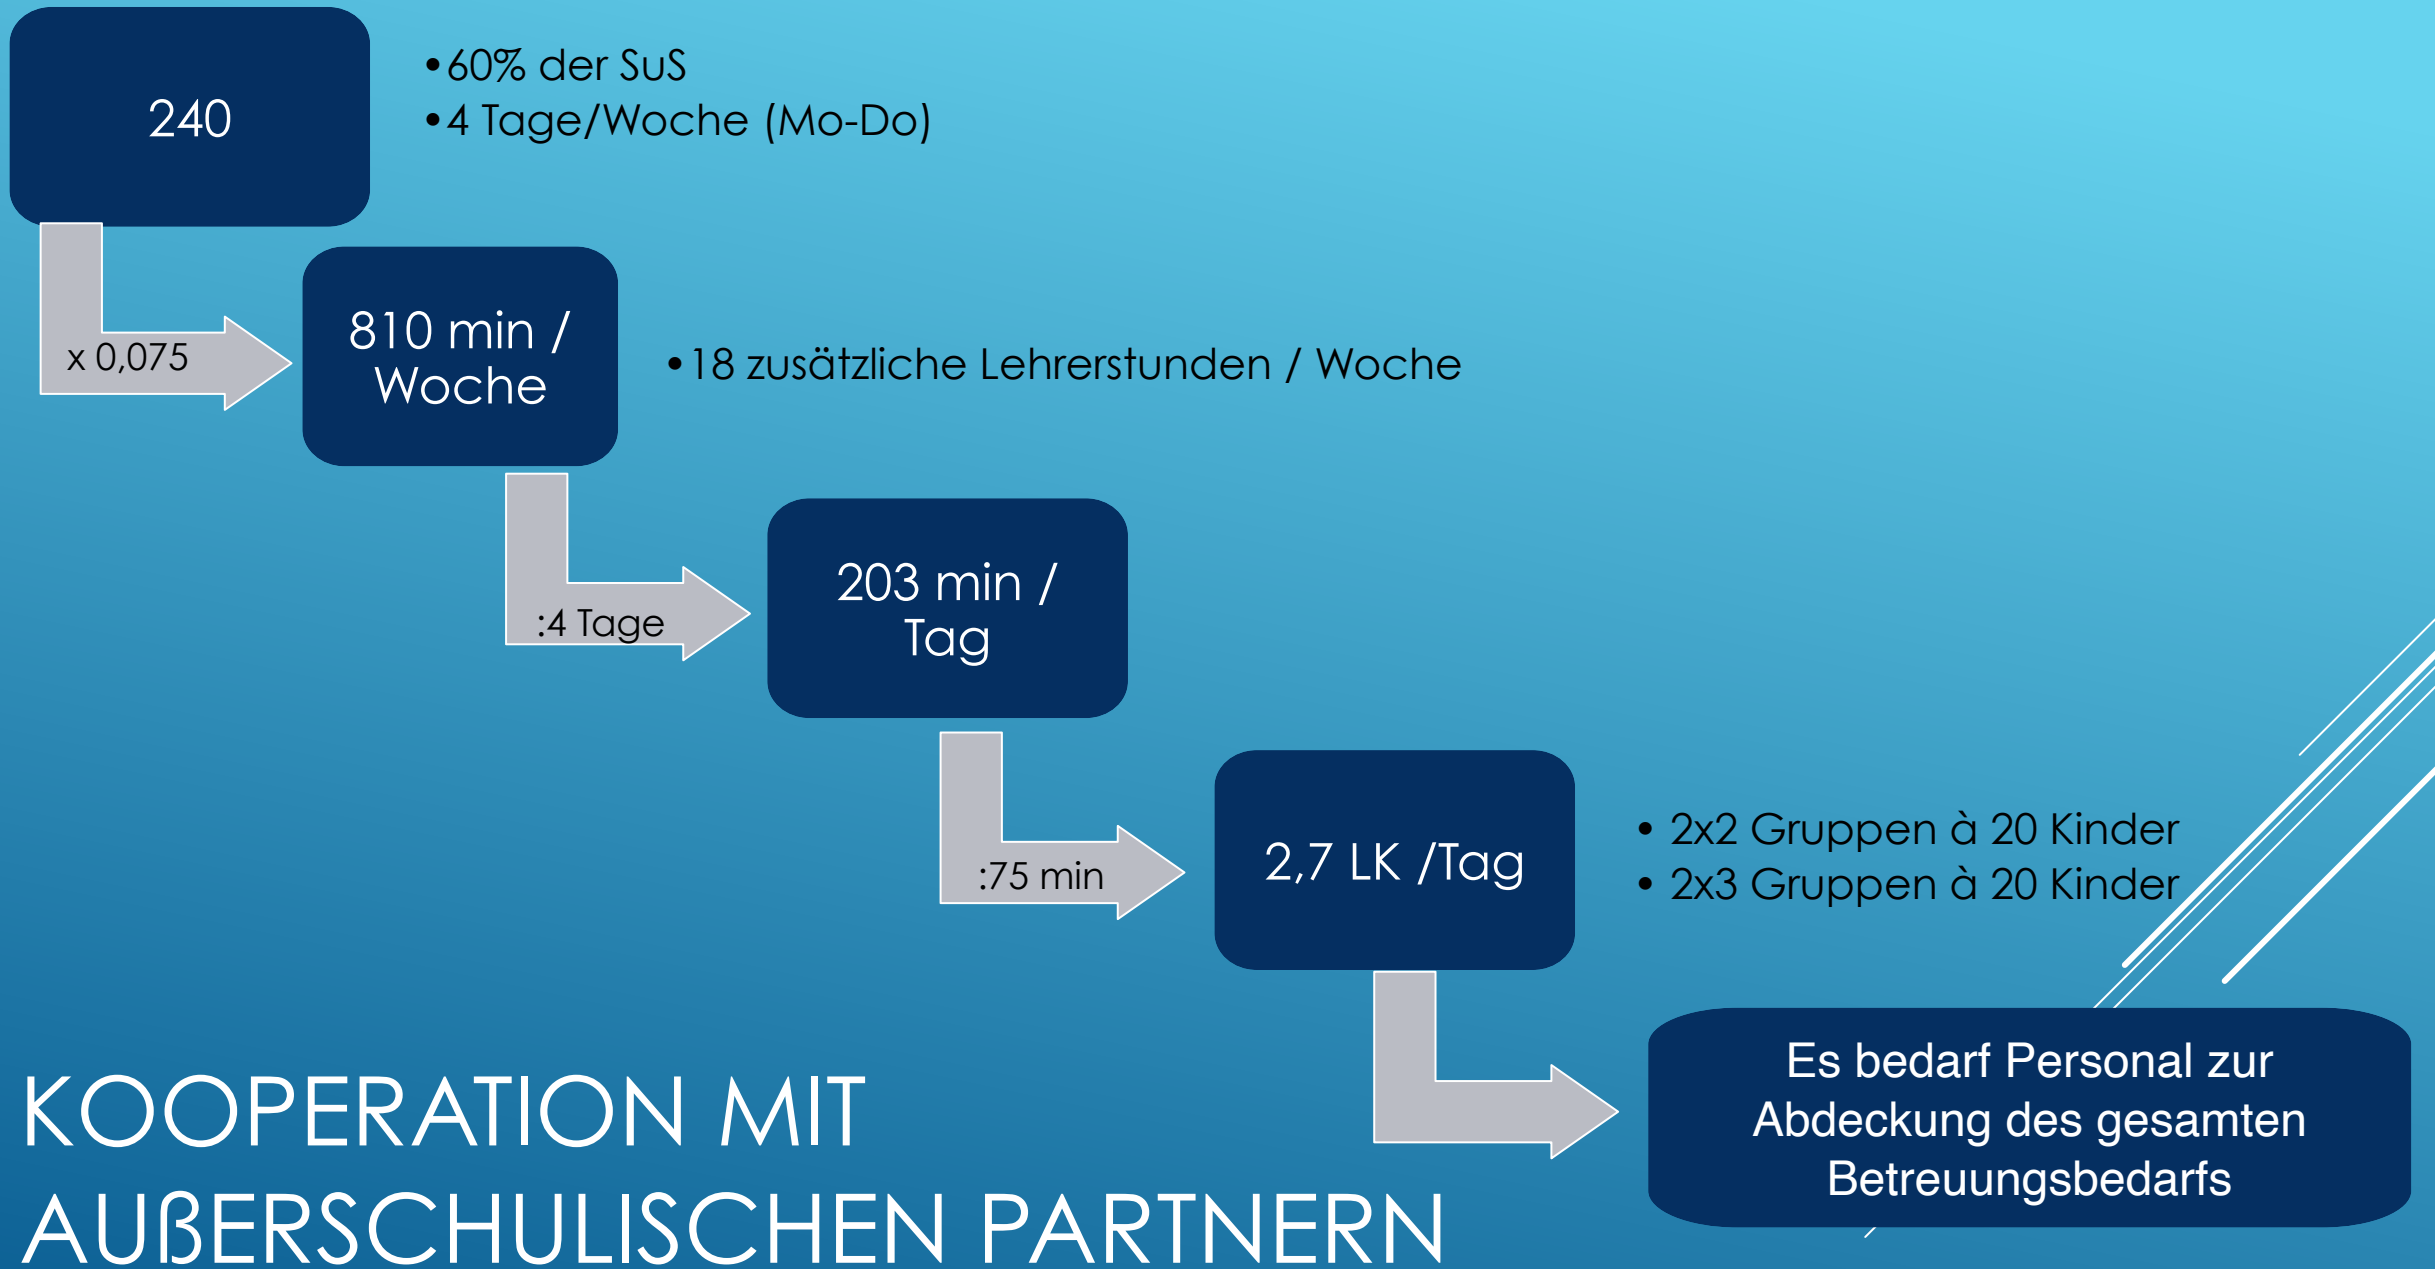 240
•60% der SuS
•4 Tage/Woche (Mo-Do)
x 0,075
810 min /
Woche
•18 zusätzliche Lehrerstunden / Woche
:4 Tage
203 min /
Tag
:75 min
2,7 LK /Tag
• 2x2 Gruppen à 20 Kinder
• 2x3 Gruppen à 20 Kinder
Es bedarf Personal zur
Abdeckung des gesamten
Betreuungsbedarfs
KOOPERATION MIT
AUßERSCHULISCHEN PARTNERN